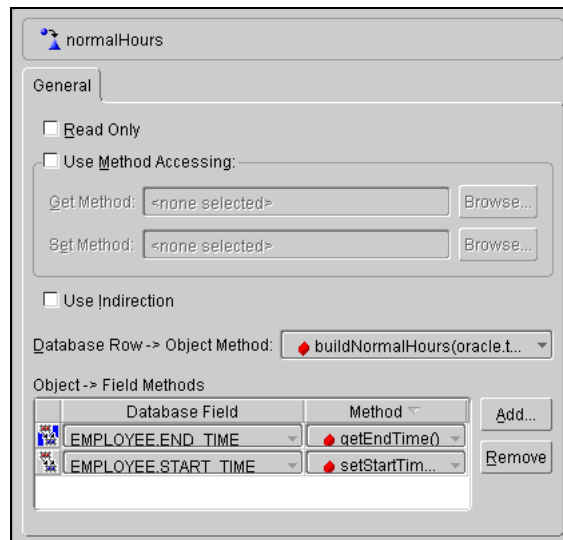 normalHours
General
Read Only
Use Method Accessing:
Get Method: <none selected> Browse...
Set Method: <none selected> Browse...
Use Indirection
Database Row -> Object Method: buildNormalHours(oracle.t...
Object -> Field Methods
Database Field Method Add...
EMPLOYEE.END_TIME getEndTime()
EMPLOYEE.START_TIME setStartTim... Remove